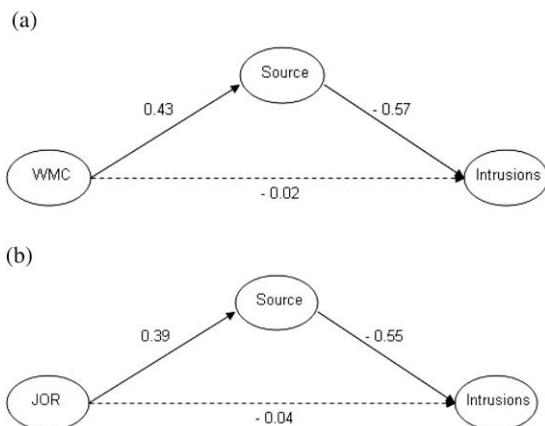 (a)
Source
0.43
- 0.57
WMC
Intrusions
- 0.02
(b)
Source
0.39
- 0.55
JOR
Intrusions
- 0.04